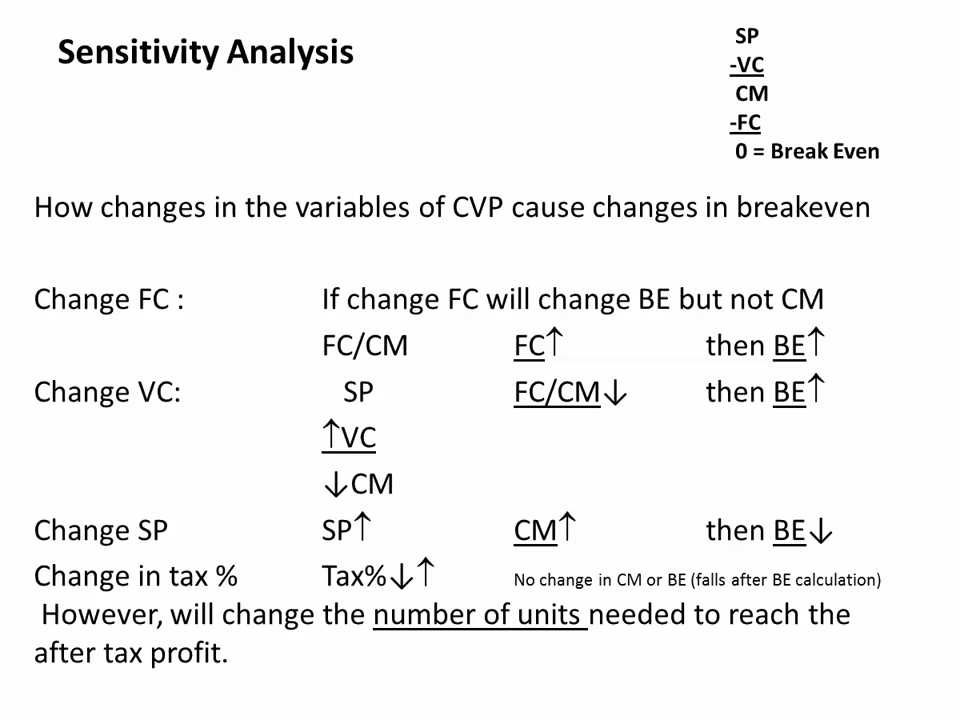 Sensitivity Analysis
SP
-VC
CM
-FC
0 = Break Even
How changes in the variables of CVP cause changes in breakeven
Change FC : If change FC will change BE but not CM
FC/CM FC↑ then BE↑
Change VC: SP FC/CM↓ then BE↑
↑VC
↓CM
Change SP SP↑ CM↑ then BE↓
Change in tax % Tax%↓↑ No change in CM or BE (falls after BE calculation)
However, will change the number of units needed to reach the
after tax profit.